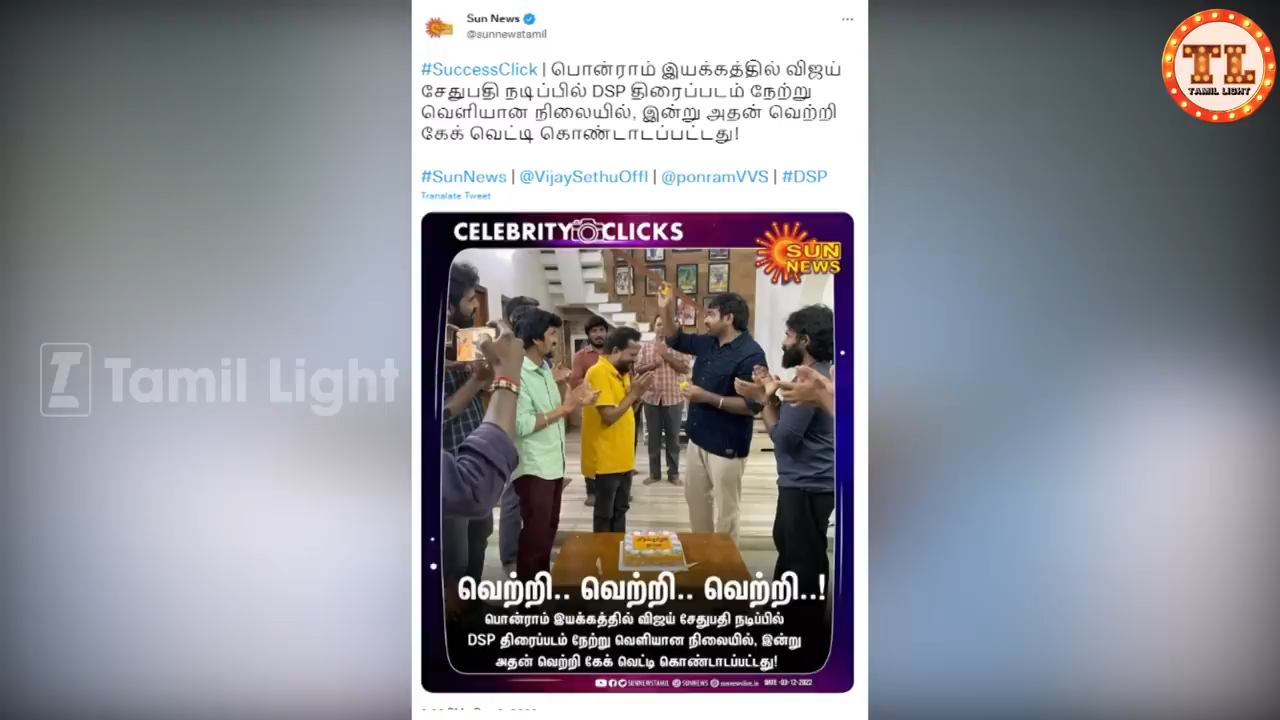 Sun News
@sunnewstamil
TL
TAMIL LIGHT
#SuccessClick | பொன்ராம் இயக்கத்தில் விஜய்
சேதுபதி நடிப்பில் DSP திரைப்படம் நேற்று
வெளியான நிலையில், இன்று அதன் வெற்றி
கேக் வெட்டி கொண்டாடப்பட்டது!
#SunNews | @VijaySethuOffl | @ponramVVS | #DSP
Translate Tweet
CELEBRITY CLICKS
SUN
NEWS
Tamil Light
வெற்றி.. வெற்றி.. வெற்றி..!
பொன்ராம் இயக்கத்தில் விஜய் சேதுபதி நடிப்பில்
DSP திரைப்படம் நேற்று வெளியான நிலையில், இன்று
அதன் வெற்றி கேக் வெட்டி கொண்டாடப்பட்டது!
SUNNEWSTAMIL SUNNEWS sunnewslive.in DATE -03-12-2022